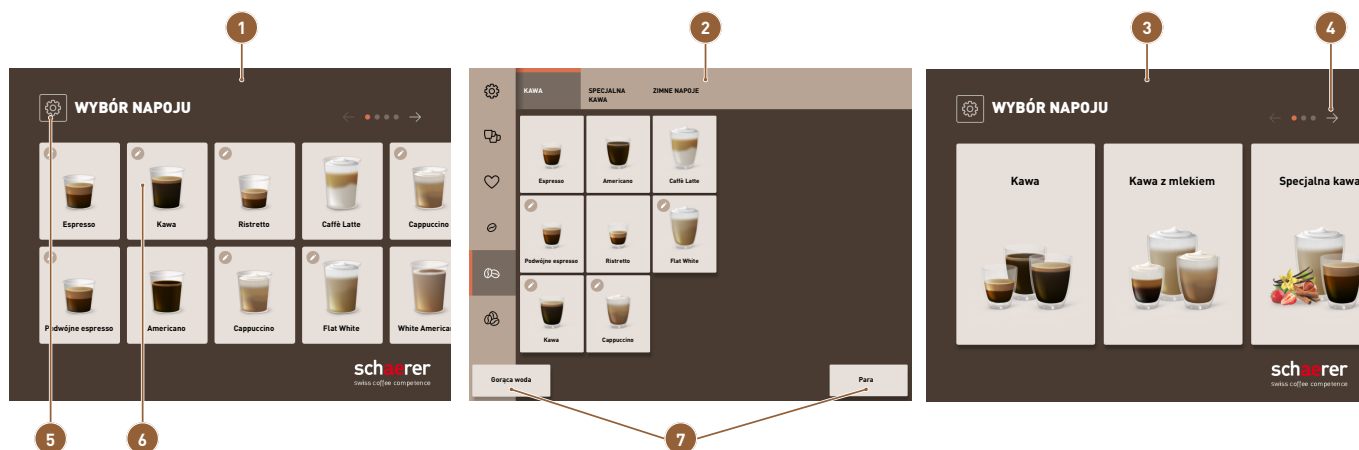 1
2
3
4
WYBÓR NAPOJU
Espresso
Kawa
Ristretto
Caffè Latte
Cappuccino
Podwójne espresso
Americano
Cappuccino
Flat White
White American
schaerer
swiss coffee competence
KAWA
SPECJALNA
KAWA
ZIMNE NAPOJE
Espresso
Americano
Caffè Latte
Podwójne espresso
Ristretto
Flat White
Kawa
Cappuccino
Gorąca woda
Para
WYBÓR NAPOJU
Kawa
Kawa z mlekiem
Specjalna kawa
schaerer
swiss coffee competence
5
6
7